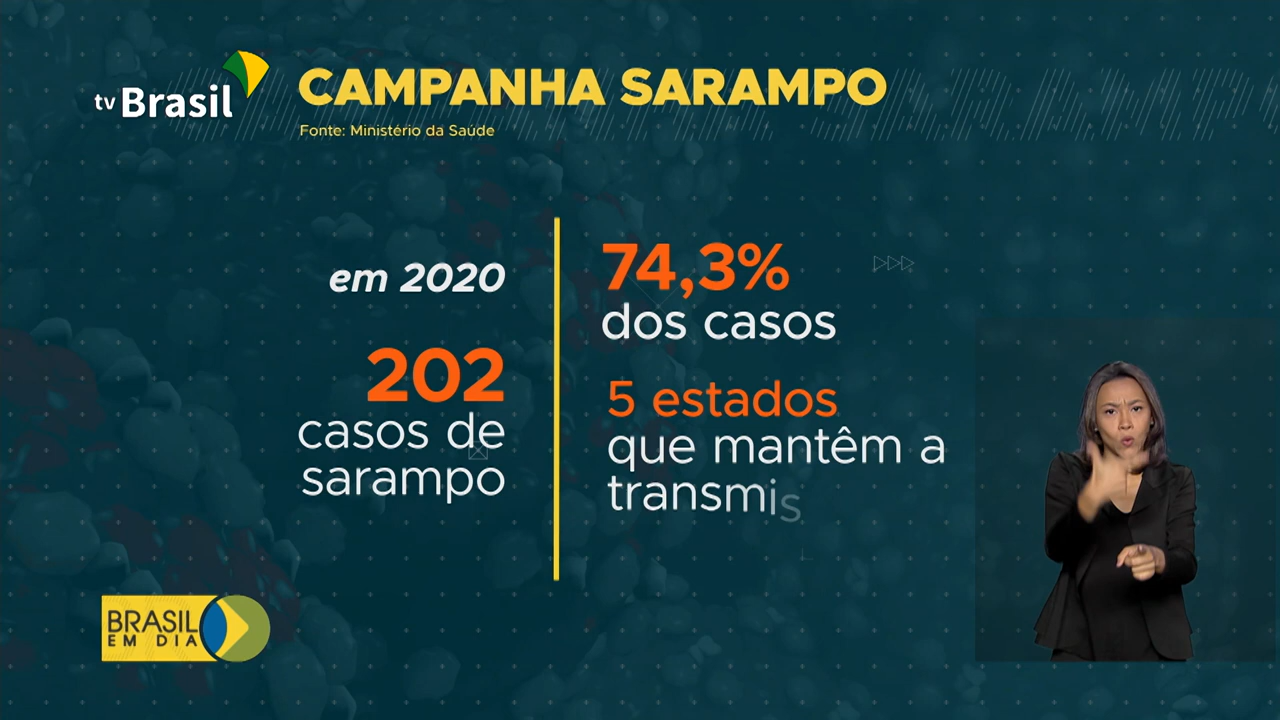 tv Brasil
CAMPANHA SARAMPO
Fonte: Ministério da Saúde
em 2020
202
casos de
sarampo
74,3%
dos casos
5 estados
que mantêm a
transmis
BRASIL
EM DIA